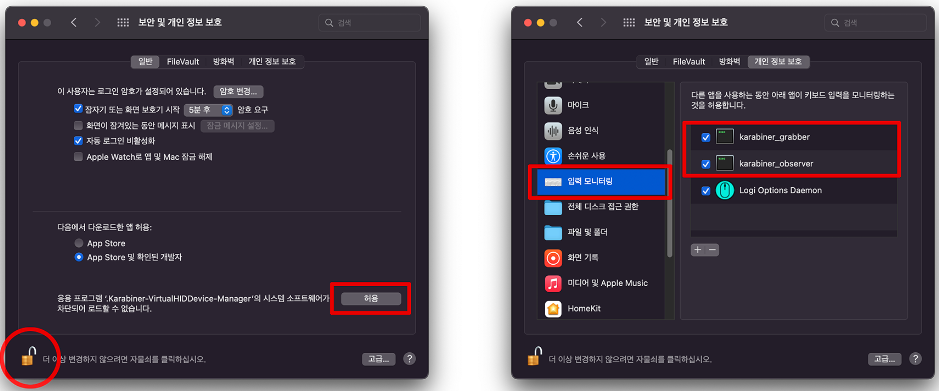 보안 및 개인 정보 보호
검색
일반
FileVault
방화벽
개인 정보 보호
이 사용자는 로그인 암호가 설정되어 있습니다.
암호 변경...
잠자기 또는 화면 보호기 시작
5분 후
암호 요구
화면이 잠겨있는 동안 메시지 표시
잠금 메시지 설정...
자동 로그인 비활성화
Apple Watch로 앱 및 Mac 잠금 해제
다음에서 다운로드한 앱 허용:
App Store
App Store 및 확인된 개발자
응용 프로그램 '.Karabiner-VirtualHIDDevice-Manager'의 시스템 소프트웨어가
차단되어 로드할 수 없습니다.
허용
더 이상 변경하지 않으려면 자물쇠를 클릭하십시오.
고급...
?
보안 및 개인 정보 보호
검색
일반
FileVault
방화벽
개인 정보 보호
마이크
음성 인식
손쉬운 사용
입력 모니터링
전체 디스크 접근 권한
파일 및 폴더
화면 기록
미디어 및 Apple Music
HomeKit
다른 앱을 사용하는 동안 아래 앱이 키보드 입력을 모니터링하는
것을 허용합니다.
karabiner_grabber
karabiner_observer
Logi Options Daemon
더 이상 변경하지 않으려면 자물쇠를 클릭하십시오.
고급...
?